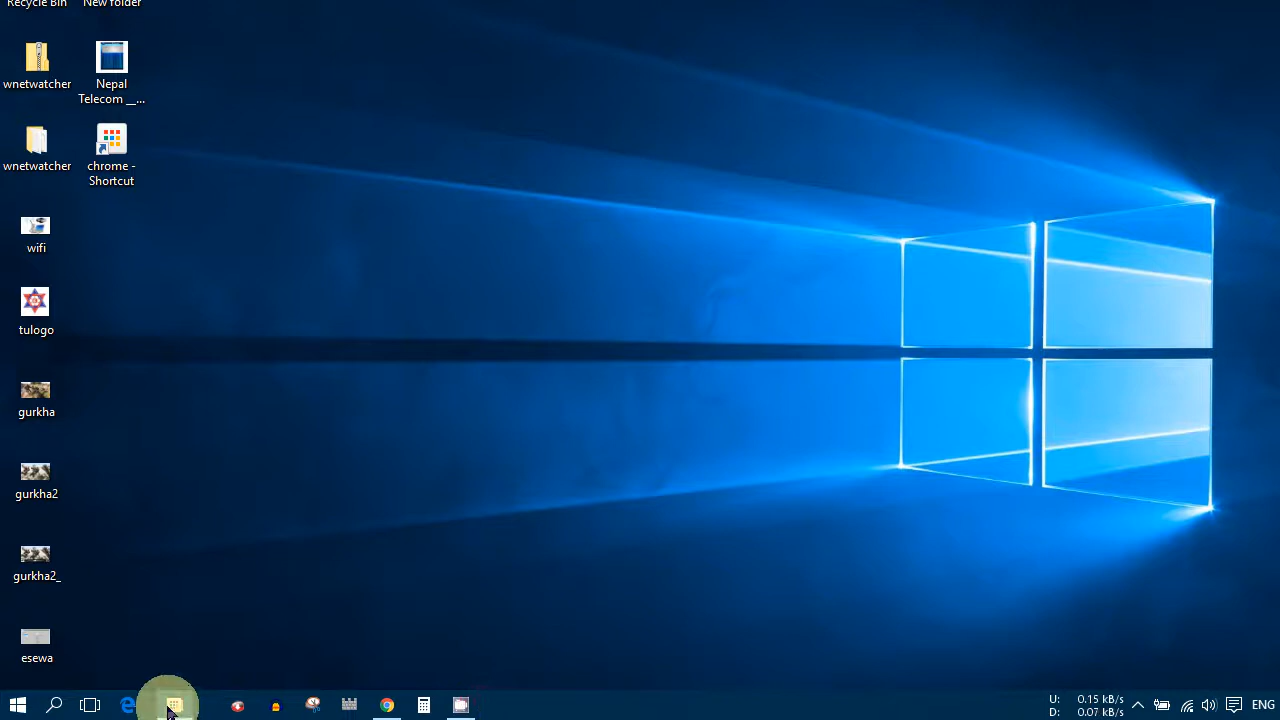 Recycle Bin
New folder
wnetwatcher
Nepal
Telecom __...
wnetwatcher
chrome -
Shortcut
wifi
tulogo
gurkha
gurkha2
gurkha2_
esewa
U: 0.15 kB/s
D: 0.07 kB/s
ENG